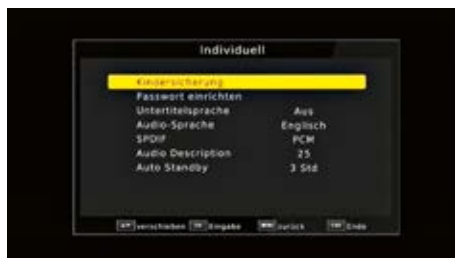 Individuell
Kindersicherung
Passwort einrichten
Untertitelsprache Aus
Audio-Sprache Englisch
SPDIF PCM
Audio Description 25
Auto Standby 3 Std
verschieben Eingabe zurück Ende